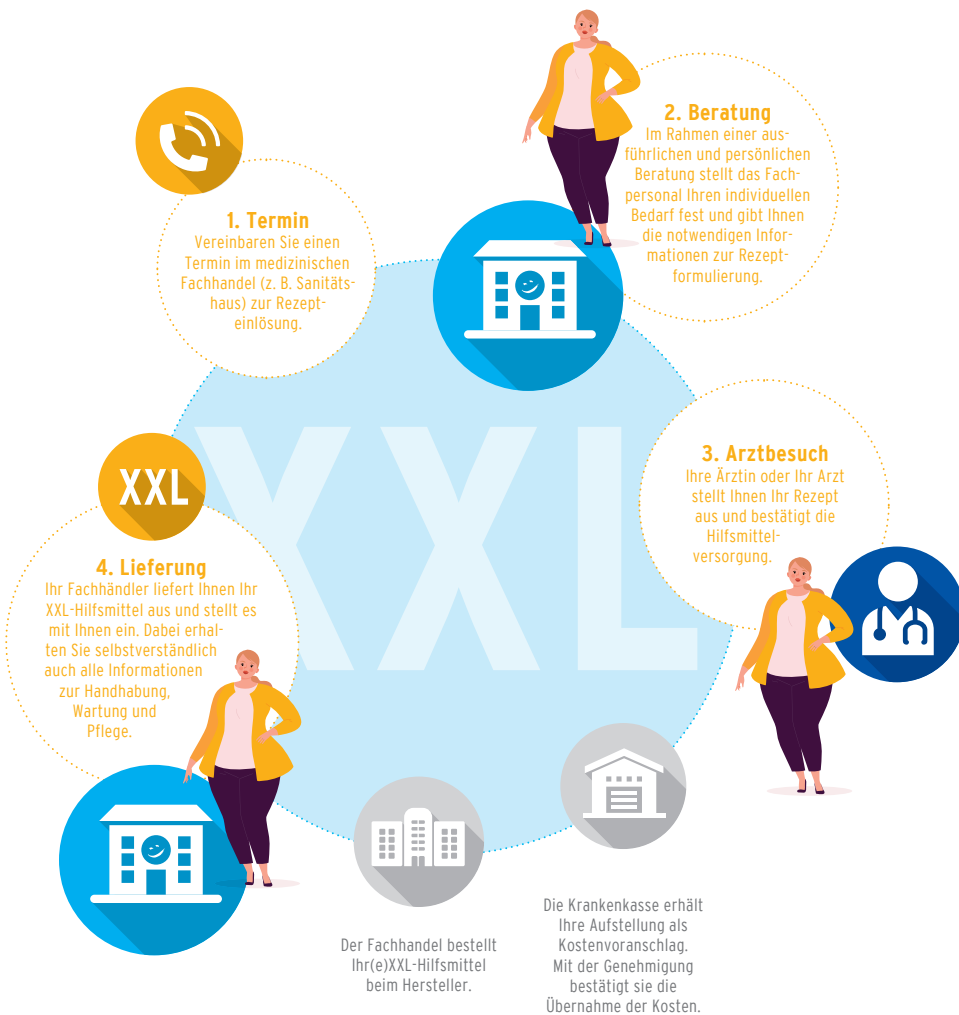 1. Termin
Vereinbaren Sie einen
Termin im medizinischen
Fachhandel (z. B. Sanitäts-
haus) zur Rezept-
einlösung.
2. Beratung
Im Rahmen einer aus-
führlichen und persönlichen
Beratung stellt das Fach-
personal Ihren individuellen
Bedarf fest und gibt Ihnen
die notwendigen Infor-
mationen zur Rezept-
formulierung.
XXL
3. Arztbesuch
Ihre Ärztin oder Ihr Arzt
stellt Ihnen Ihr Rezept
aus und bestätigt die
Hilfsmittel-
versorgung.
XXL
4. Lieferung
Ihr Fachhändler liefert Ihnen Ihr
XXL-Hilfsmittel aus und stellt es
mit Ihnen ein. Dabei erhal-
ten Sie selbstverständlich
auch alle Informationen
zur Handhabung,
Wartung und
Pflege.
Der Fachhandel bestellt
Ihr(e)XXL-Hilfsmittel
beim Hersteller.
Die Krankenkasse erhält
Ihre Aufstellung als
Kostenvoranschlag.
Mit der Genehmigung
bestätigt sie die
Übernahme der Kosten.